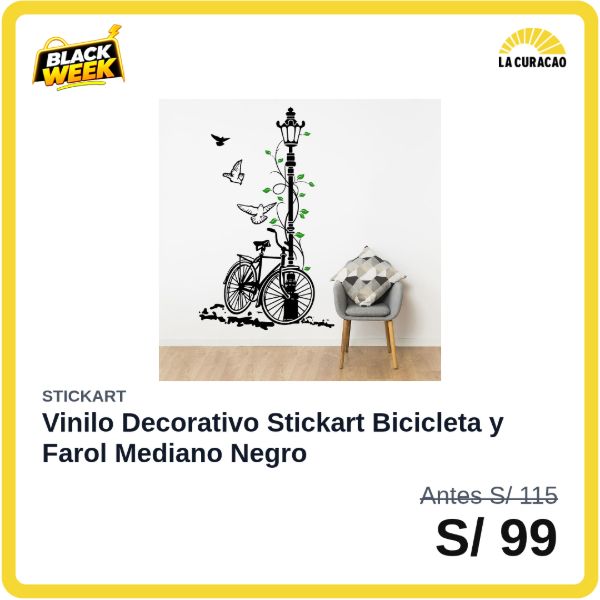 BLACK
WEEK
LA CURACAO
STICKART
Vinilo Decorativo Stickart Bicicleta y
Farol Mediano Negro
Antes S/ 115
S/ 99